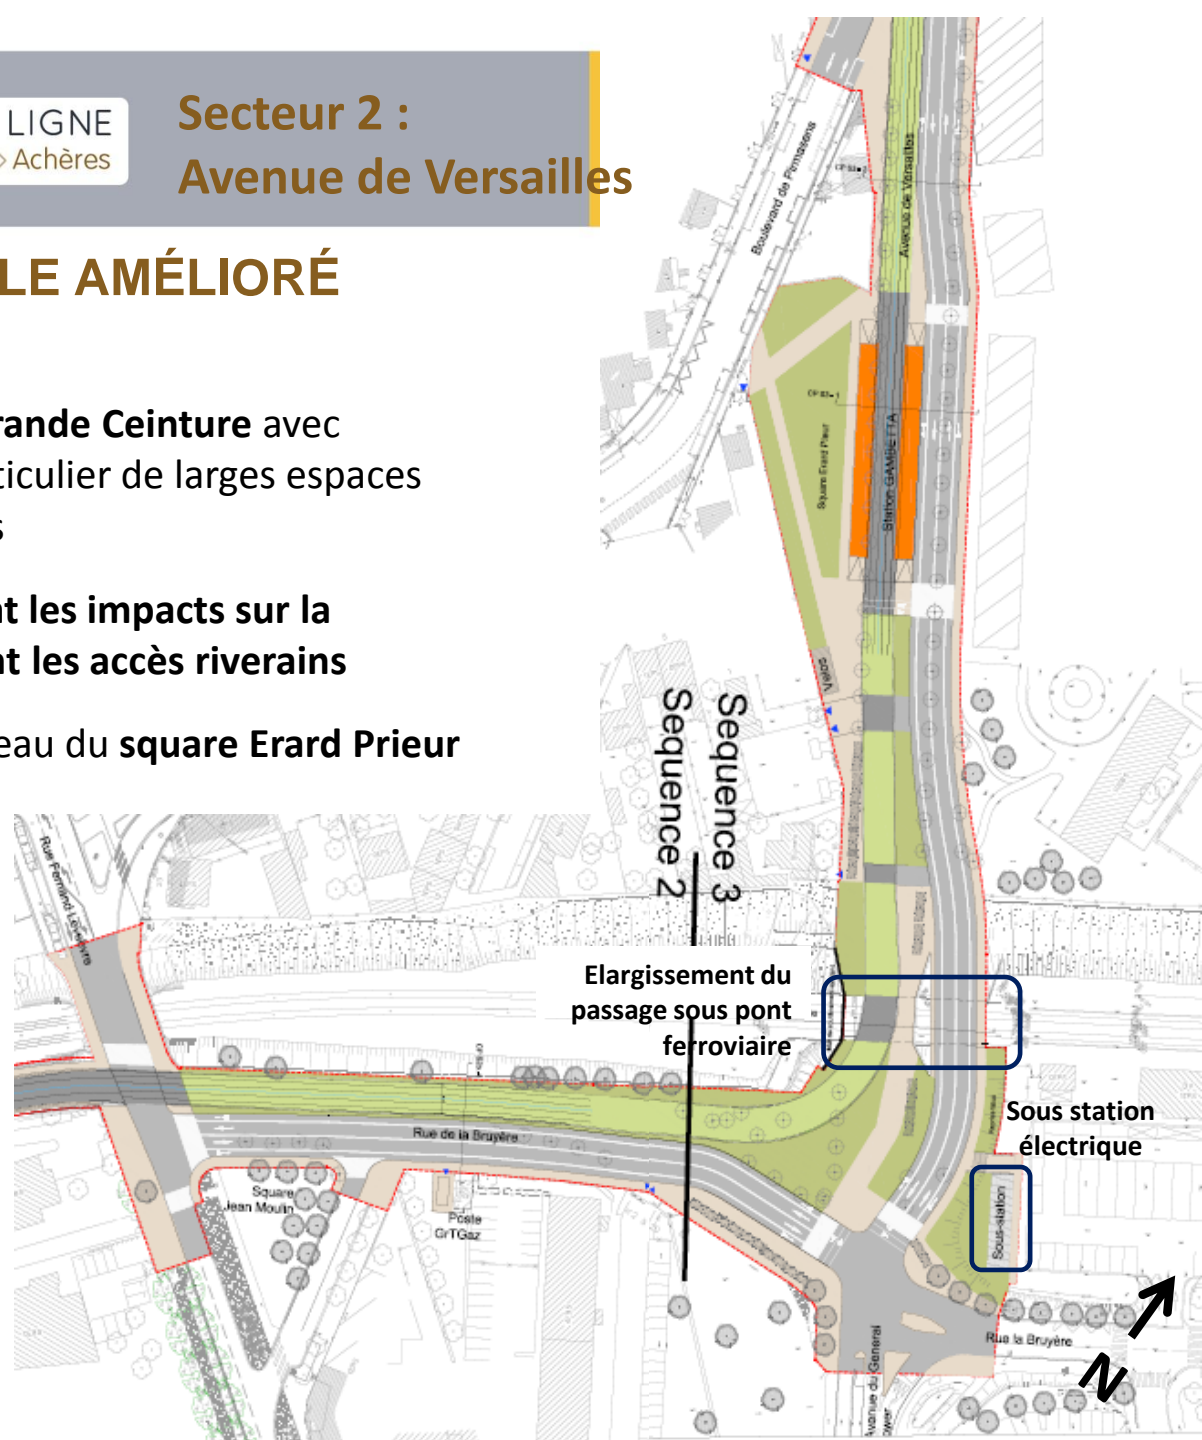 LIGNE
> Achères
Secteur 2 :
Avenue de Versailles
LE AMÉLIORÉ
rande Ceinture avec
ticulier de larges espaces
s
t les impacts sur la
t les accès riverains
eau du square Erard Prieur
Boulevard de Pirmasens
Avenue de Versailles
Square Erard Prieur
Station GAMBETTA
Vélos
Sequence 3
Sequence 2
Rue Fernand Lefebvre
Elargissement du
passage sous pont
ferroviaire
Rue de la Bruyère
Square
Jean Moulin
Poste
GrTGaz
Sous station
électrique
Sous-station
Rue la Bruyère
Avenue du General
N